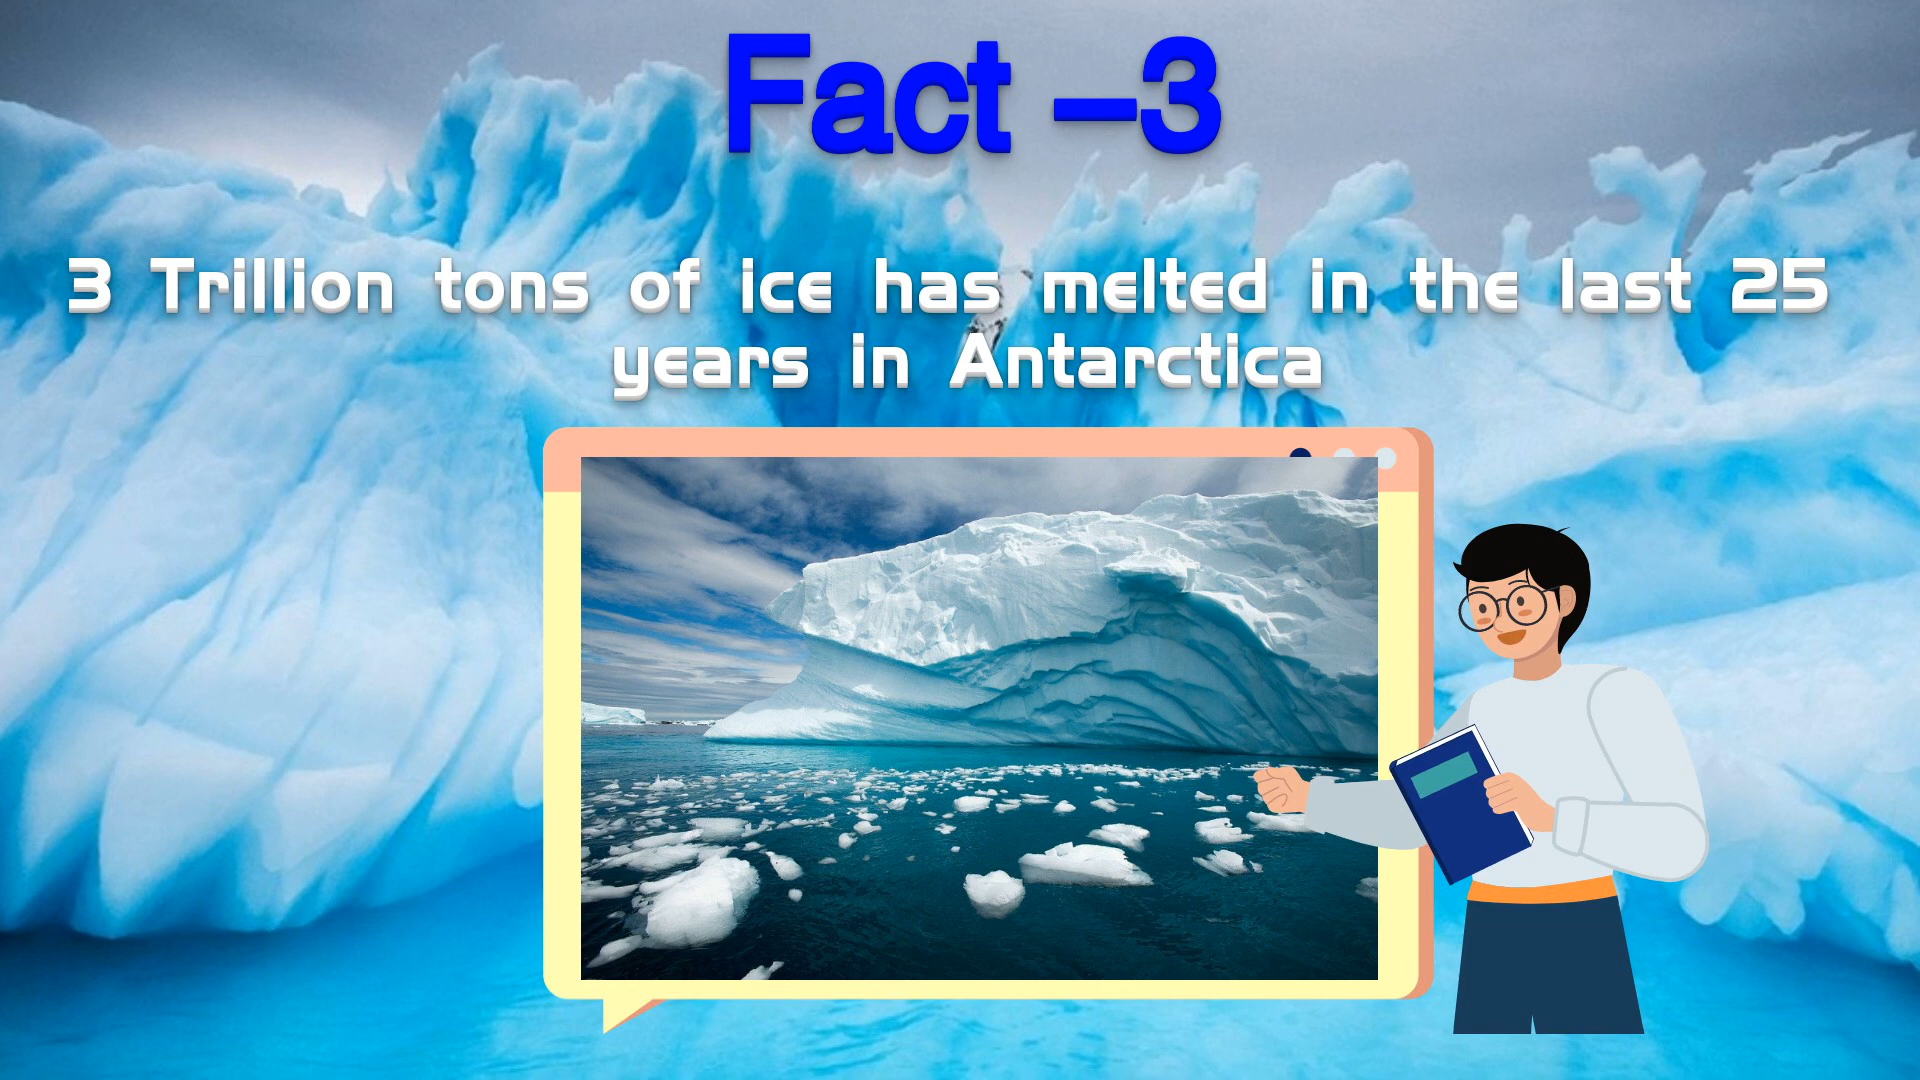 Fact –3
3 Trillion tons of ice has melted in the last 25
years in Antarctica